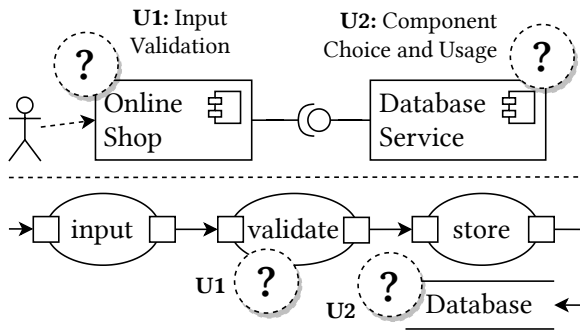 U1: Input
Validation
U2: Component
Choice and Usage
?
?
Online
Shop
Database
Service
input
validate
store
U1
?
U2
?
Database